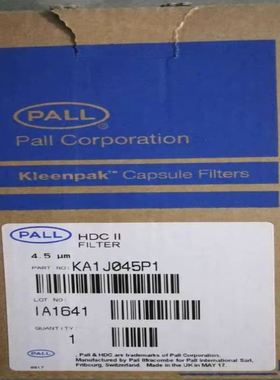 PALL
Pall Corporation
Kleenpak™ Capsule Filters
PALL
HDC II
FILTER
4.5 µm
PART NO: KA1J045P1
LOT NO:
IA1641
QUANTITY:
1
Pall & HDC are trademarks of Pall Corporation.
Manufactured by Pall Ilfracombe for Pall International Sarl,
Fribourg, Switzerland. Made in the UK in MAY 17.